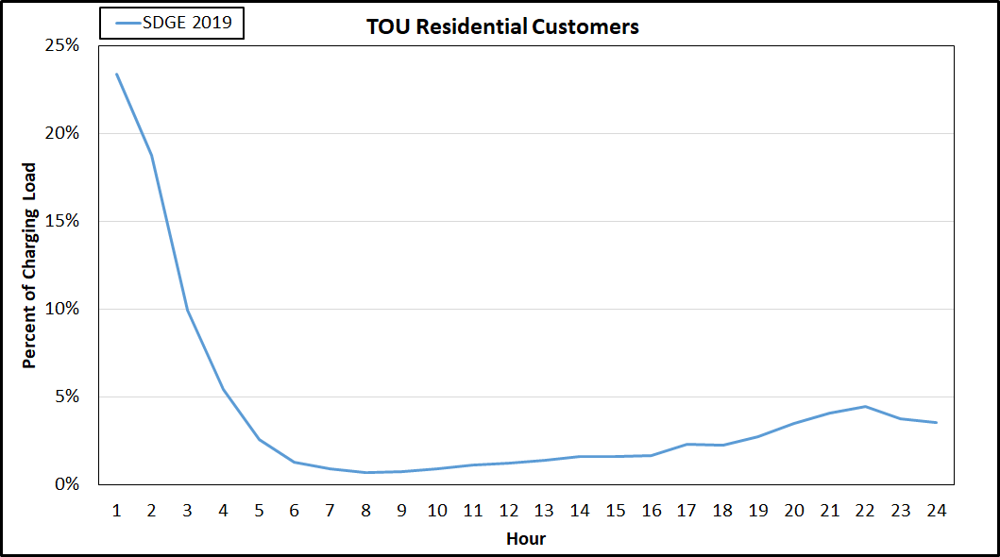 SDGE 2019
TOU Residential Customers
Percent of Charging Load
25%
20%
15%
10%
5%
0%
1 2 3 4 5 6 7 8 9 10 11 12 13 14 15 16 17 18 19 20 21 22 23 24
Hour